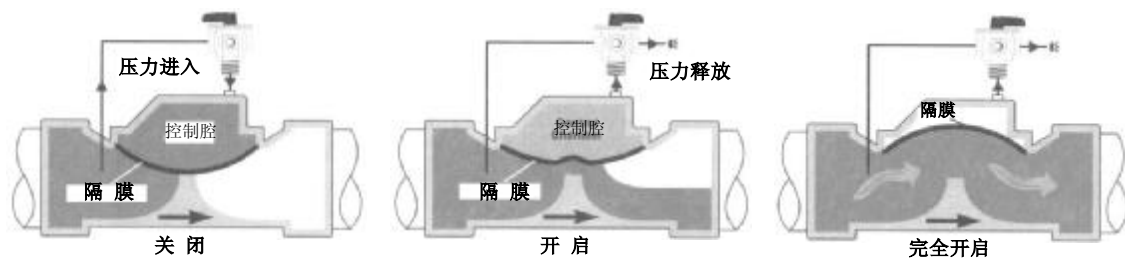 压力进入
控制腔
隔 膜
关 闭
压力释放
控制腔
隔 膜
开 启
隔膜
完全开启